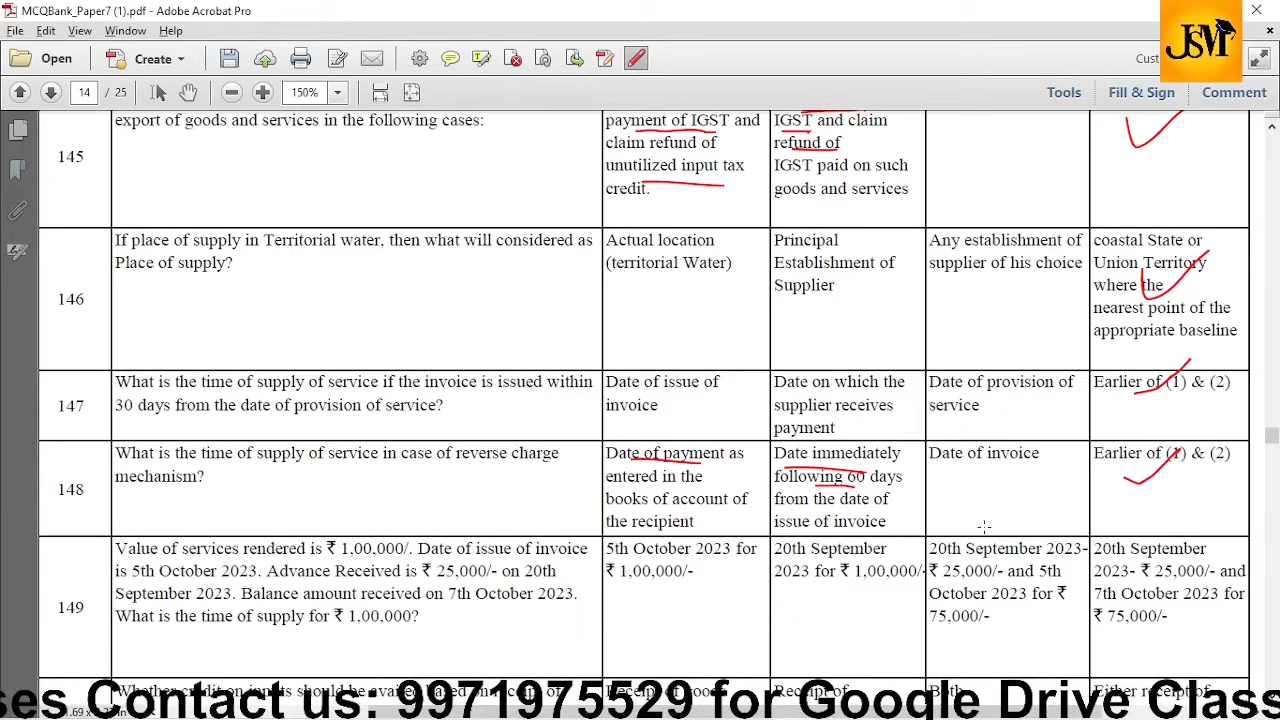 MCQBank_Paper7 (1).pdf - Adobe Acrobat Pro
File Edit View Window Help
JSM
Open Create Cust
14 / 25 150% Tools Fill & Sign Comment
145
export of goods and services in the following cases:
payment of IGST and
claim refund of
unutilized input tax
credit.
IGST and claim
refund of
IGST paid on such
goods and services
146
If place of supply in Territorial water, then what will considered as
Place of supply?
Actual location
(territorial Water)
Principal
Establishment of
Supplier
Any establishment of
supplier of his choice
coastal State or
Union Territory
where the
nearest point of the
appropriate baseline
147
What is the time of supply of service if the invoice is issued within
30 days from the date of provision of service?
Date of issue of
invoice
Date on which the
supplier receives
payment
Date of provision of
service
Earlier of (1) & (2)
148
What is the time of supply of service in case of reverse charge
mechanism?
Date of payment as
entered in the
books of account of
the recipient
Date immediately
following 60 days
from the date of
issue of invoice
Date of invoice
Earlier of (1) & (2)
149
Value of services rendered is ₹ 1,00,000/. Date of issue of invoice
is 5th October 2023. Advance Received is ₹ 25,000/- on 20th
September 2023. Balance amount received on 7th October 2023.
What is the time of supply for ₹ 1,00,000?
5th October 2023 for
₹ 1,00,000/-
20th September
2023 for ₹ 1,00,000/-
20th September 2023-
₹ 25,000/- and 5th
October 2023 for ₹
75,000/-
20th September
2023- ₹ 25,000/- and
7th October 2023 for
₹ 75,000/-
ses Contact us: 9971975529 for Google Drive Class